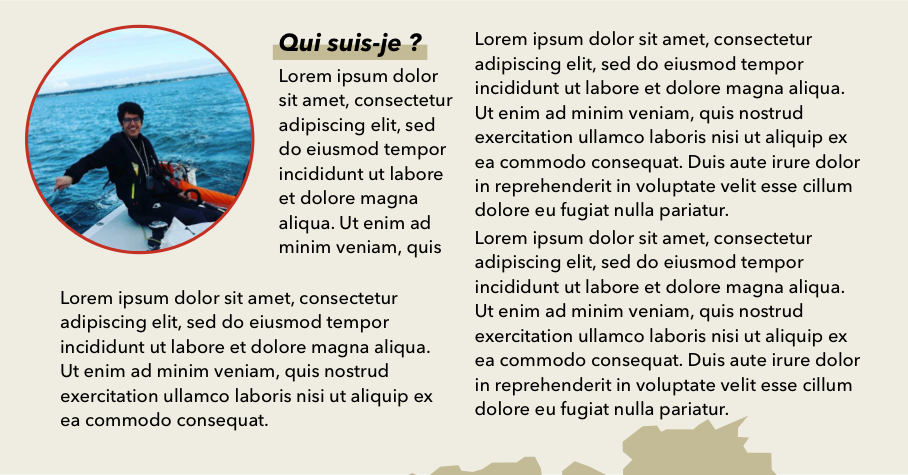 Qui suis-je ?
Lorem ipsum dolor
sit amet, consectetur
adipiscing elit, sed
do eiusmod tempor
incididunt ut labore
et dolore magna
aliqua. Ut enim ad
minim veniam, quis
Lorem ipsum dolor sit amet, consectetur
adipiscing elit, sed do eiusmod tempor
incididunt ut labore et dolore magna aliqua.
Ut enim ad minim veniam, quis nostrud
exercitation ullamco laboris nisi ut aliquip ex
ea commodo consequat.
Lorem ipsum dolor sit amet, consectetur
adipiscing elit, sed do eiusmod tempor
incididunt ut labore et dolore magna aliqua.
Ut enim ad minim veniam, quis nostrud
exercitation ullamco laboris nisi ut aliquip ex
ea commodo consequat. Duis aute irure dolor
in reprehenderit in voluptate velit esse cillum
dolore eu fugiat nulla pariatur.
Lorem ipsum dolor sit amet, consectetur
adipiscing elit, sed do eiusmod tempor
incididunt ut labore et dolore magna aliqua.
Ut enim ad minim veniam, quis nostrud
exercitation ullamco laboris nisi ut aliquip ex
ea commodo consequat. Duis aute irure dolor
in reprehenderit in voluptate velit esse cillum
dolore eu fugiat nulla pariatur.